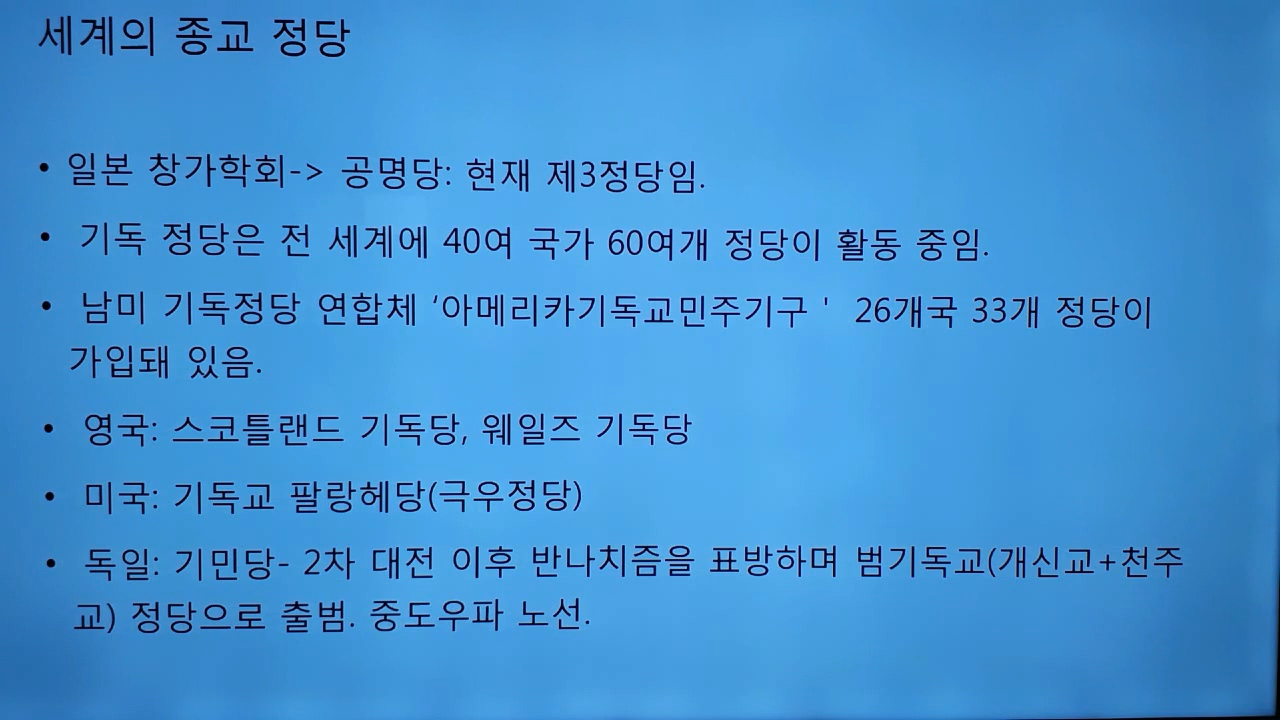 세계의 종교 정당
• 일본 창가학회-> 공명당: 현재 제3정당임.
• 기독 정당은 전 세계에 40여 국가 60여개 정당이 활동 중임.
• 남미 기독정당 연합체 '아메리카기독교민주기구 ' 26개국 33개 정당이
가입돼 있음.
• 영국: 스코틀랜드 기독당, 웨일즈 기독당
• 미국: 기독교 팔랑헤당(극우정당)
• 독일: 기민당- 2차 대전 이후 반나치즘을 표방하며 범기독교(개신교+천주
교) 정당으로 출범. 중도우파 노선.